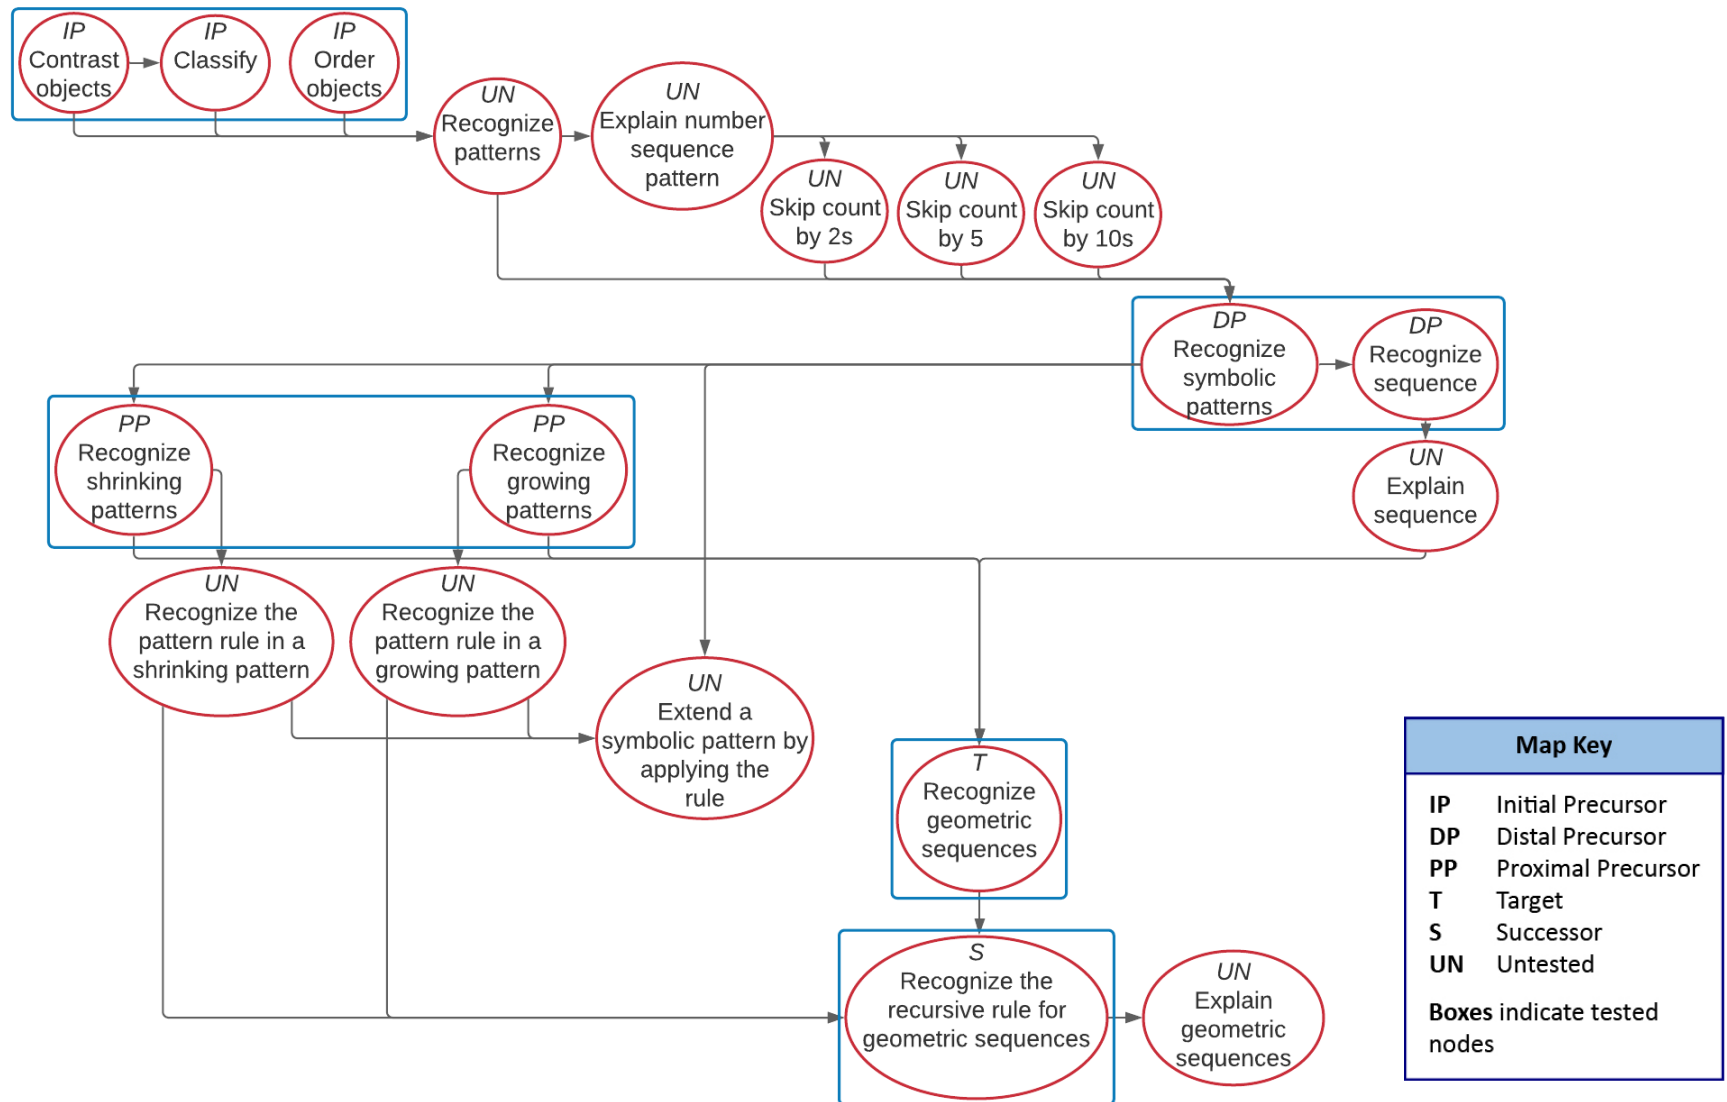 IP
Contrast
objects
IP
Classify
IP
Order
objects
UN
Recognize
patterns
UN
Explain number
sequence
pattern
UN
Skip count
by 2s
UN
Skip count
by 5
UN
Skip count
by 10s
DP
Recognize
symbolic
patterns
DP
Recognize
sequence
PP
Recognize
shrinking
patterns
PP
Recognize
growing
patterns
UN
Explain
sequence
UN
Recognize the
pattern rule in a
shrinking pattern
UN
Recognize the
pattern rule in a
growing pattern
UN
Extend a
symbolic pattern by
applying the
rule
T
Recognize
geometric
sequences
S
Recognize the
recursive rule for
geometric sequences
UN
Explain
geometric
sequences
Map Key
IP Initial Precursor
DP Distal Precursor
PP Proximal Precursor
T Target
S Successor
UN Untested
Boxes indicate tested
nodes